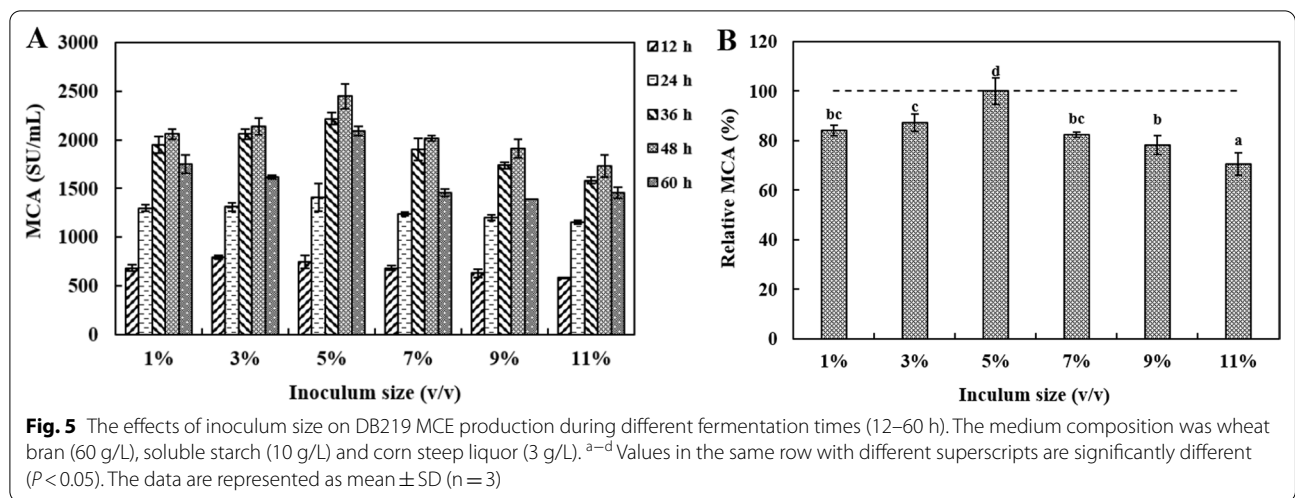 A
3000
2500
2000
1500
1000
500
0
MCA (SU/mL)
1% 3% 5% 7% 9% 11%
Inoculum size (v/v)
12 h
24 h
36 h
48 h
60 h
B
120
100
80
60
40
20
0
Relative MCA (%)
bc c d bc b a
1% 3% 5% 7% 9% 11%
Inculum size (v/v)
Fig. 5 The effects of inoculum size on DB219 MCE production during different fermentation times (12–60 h). The medium composition was wheat
bran (60 g/L), soluble starch (10 g/L) and corn steep liquor (3 g/L). a–d Values in the same row with different superscripts are significantly different
(P < 0.05). The data are represented as mean ± SD (n = 3)